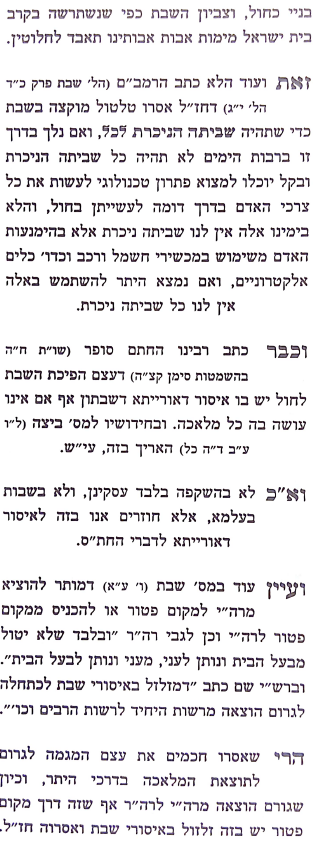 בניי כחול, וצביון השבת כפי שנשתרשה בקרב
בית ישראל מימות אבות אבותינו תאבד לחלוטין.
זאת ועוד הלא כתב הרמב"ם (הל' שבת פרק כ"ד
הל' י"ג) דחז"ל אסרו טלטול מוקצה בשבת
כדי שתהיה שביתה הניכרת לכל, ואם נלך בדרך
זו ברבות הימים לא תהיה כל שביתה הניכרת
ובקל יוכלו למצוא פתרון טכנולוגי לעשות את כל
צרכי האדם בדרך דומה לעשייתן בחול, והלא
בימינו אלה אין לנו שביתה ניכרת אלא בהימנעות
האדם משימוש במכשירי חשמל ורכב וכדו' כלים
אלקטרוניים, ואם נמצא היתר להשתמש באלה
אין לנו כל שביתה ניכרת.
וכבר כתב רבינו החתם סופר (שו"ת ח"ה
בהשמטות סימן קצ"ה) דעצם הפיכת השבת
לחול יש בו איסור דאורייתא דשבתון אף אם אינו
עושה בה כל מלאכה. ובחידושיו למס' ביצה (ל"ו
ע"ב ד"ה כל) האריך בזה, עי"ש.
וא"כ לא בהשקפה בלבד עסקינן, ולא בשבות
בעלמא, אלא חוזרים אנו בזה לאיסור
דאורייתא לדברי החת"ס.
ועיין עוד במס' שבת (ו' ע"א) דמותר להוציא
מרה"י למקום פטור או להכניס ממקום
פטור לרה"י וכן לגבי רה"ר "ובלבד שלא יטול
מבעל הבית ונותן לעני, מעני ונותן לבעל הבית".
וברש"י שם כתב "דמזלזל באיסורי שבת לכתחלה
לגרום הוצאה מרשות היחיד לרשות הרבים וכו'".
הרי שאסרו חכמים את עצם המגמה לגרום
לתוצאת המלאכה בדרכי היתר, וכיון
שגורם הוצאה מרה"י לרה"ר אף שזה דרך מקום
פטור יש בזה זלזול באיסורי שבת ואסרוה חז"ל.